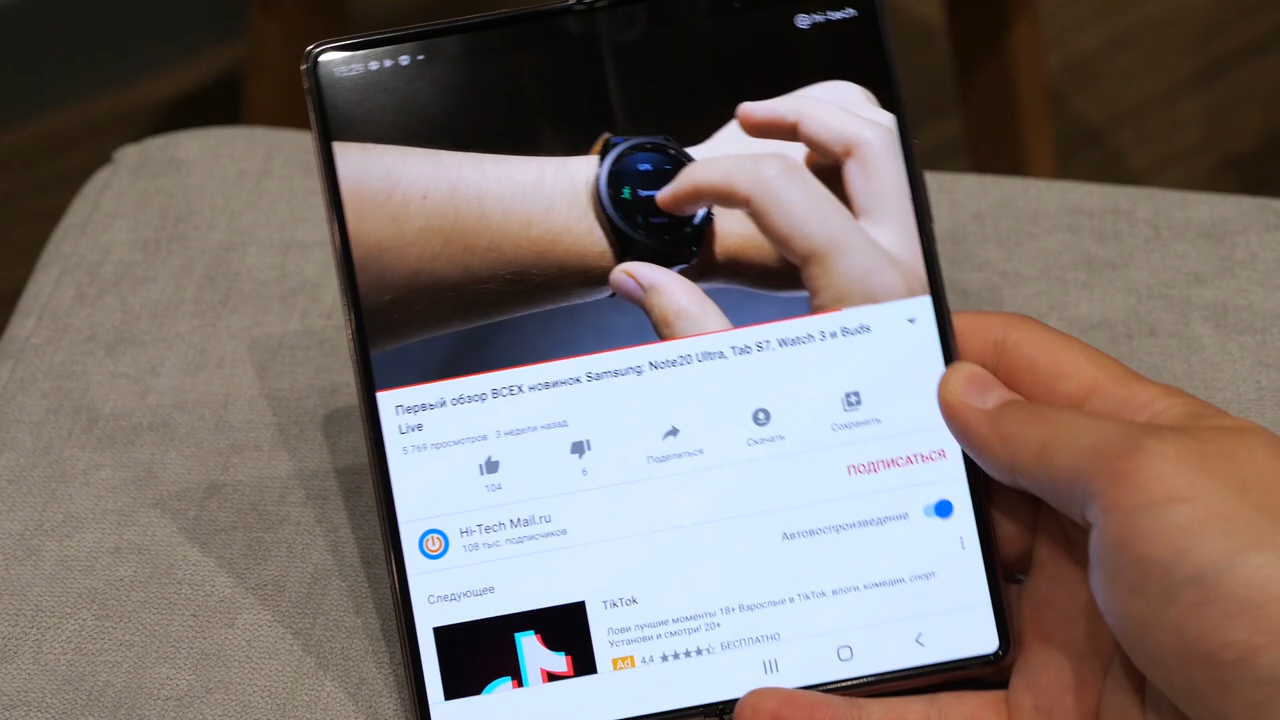 @Hi-tech
Первый обзор ВСЕХ новинок Samsung: Note20 Ultra, Tab S7, Watch 3 и Buds
Live
5 769 просмотров · 3 недели назад
104
6
Поделиться
Скачать
Сохранить
Hi-Tech Mail.ru
108 тыс. подписчиков
ПОДПИСАТЬСЯ
Автовоспроизведение
Следующее
TikTok
Лови лучшие моменты 18+ Взрослые в TikTok: влоги, комедии, спорт.
Установи и смотри! 20+
Ad 4,4 БЕСПЛАТНО